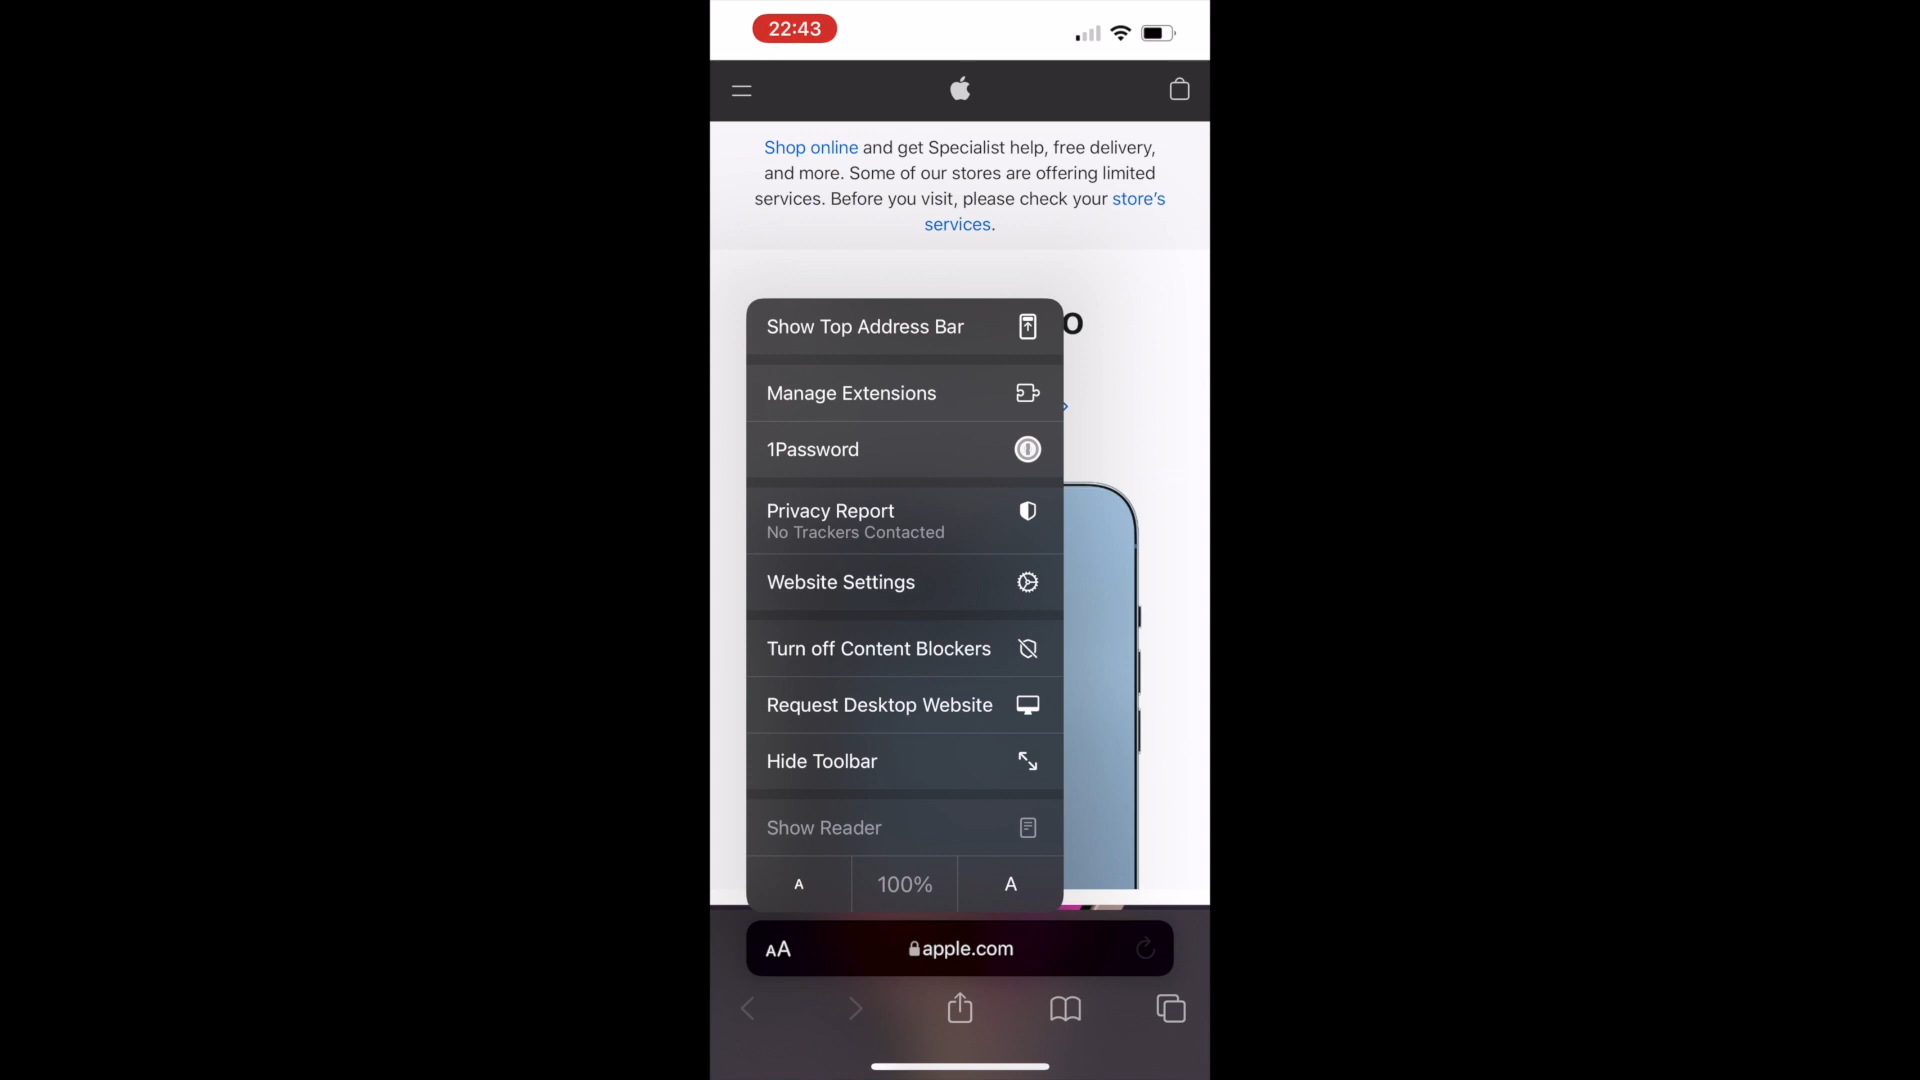 22:43
Shop online and get Specialist help, free delivery,
and more. Some of our stores are offering limited
services. Before you visit, please check your store’s
services.
o
Show Top Address Bar
Manage Extensions
1Password
Privacy Report
No Trackers Contacted
Website Settings
Turn off Content Blockers
Request Desktop Website
Hide Toolbar
Show Reader
A 100% A
AA apple.com